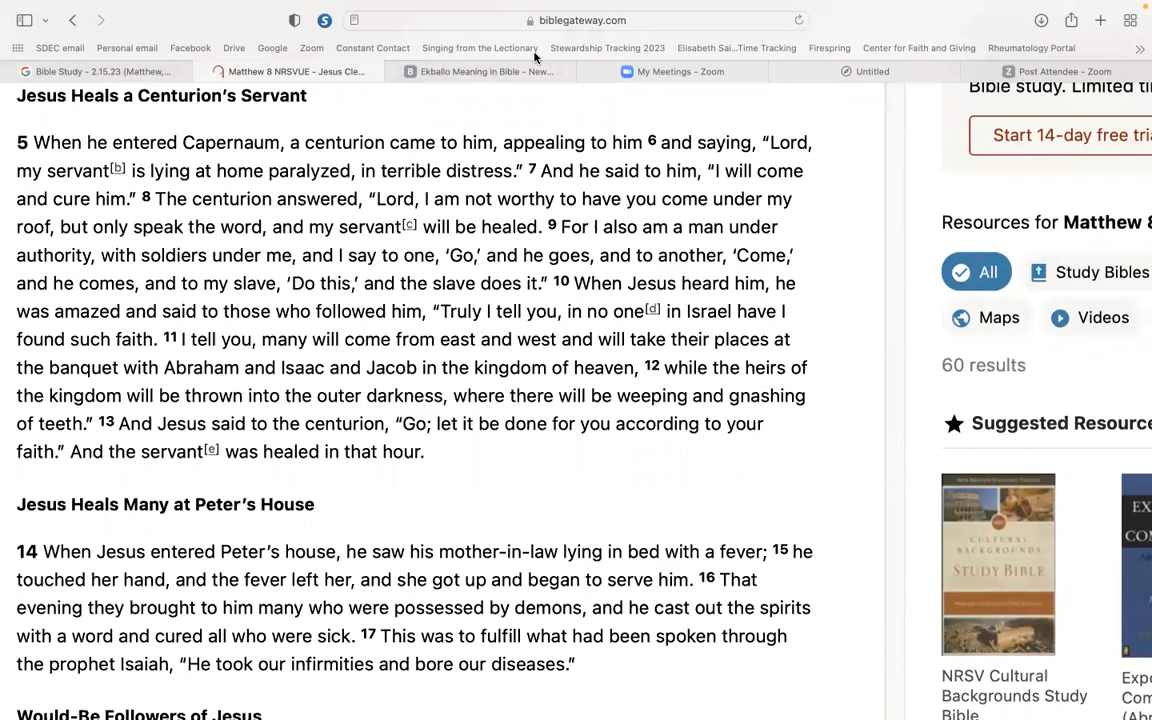 biblegateway.com
SDEC email Personal email Facebook Drive Google Zoom Constant Contact Singing from the Lectionary Stewardship Tracking 2023 Elisabeth Sai...Time Tracking Firespring Center for Faith and Giving Rheumatology Portal
Bible Study - 2.15.23 (Matthew,... Matthew 8 NRSVUE - Jesus Cle... Ekballo Meaning in Bible - New... My Meetings - Zoom Untitled Post Attendee - Zoom
Jesus Heals a Centurion’s Servant
5 When he entered Capernaum, a centurion came to him, appealing to him 6 and saying, “Lord,
my servant[b] is lying at home paralyzed, in terrible distress.” 7 And he said to him, “I will come
and cure him.” 8 The centurion answered, “Lord, I am not worthy to have you come under my
roof, but only speak the word, and my servant[c] will be healed. 9 For I also am a man under
authority, with soldiers under me, and I say to one, ‘Go,’ and he goes, and to another, ‘Come,’
and he comes, and to my slave, ‘Do this,’ and the slave does it.” 10 When Jesus heard him, he
was amazed and said to those who followed him, “Truly I tell you, in no one[d] in Israel have I
found such faith. 11 I tell you, many will come from east and west and will take their places at
the banquet with Abraham and Isaac and Jacob in the kingdom of heaven, 12 while the heirs of
the kingdom will be thrown into the outer darkness, where there will be weeping and gnashing
of teeth.” 13 And Jesus said to the centurion, “Go; let it be done for you according to your
faith.” And the servant[e] was healed in that hour.
Jesus Heals Many at Peter’s House
14 When Jesus entered Peter’s house, he saw his mother-in-law lying in bed with a fever; 15 he
touched her hand, and the fever left her, and she got up and began to serve him. 16 That
evening they brought to him many who were possessed by demons, and he cast out the spirits
with a word and cured all who were sick. 17 This was to fulfill what had been spoken through
the prophet Isaiah, “He took our infirmities and bore our diseases.”
Would-Be Followers of Jesus
Bible study. Limited ti
Start 14-day free tria
Resources for Matthew 8
All Study Bibles
Maps Videos
60 results
Suggested Resource
CULTURAL
BACKGROUNDS
STUDY BIBLE
EX
COM
NRSV Cultural
Backgrounds Study
Bible
Expo
Com
(Abr